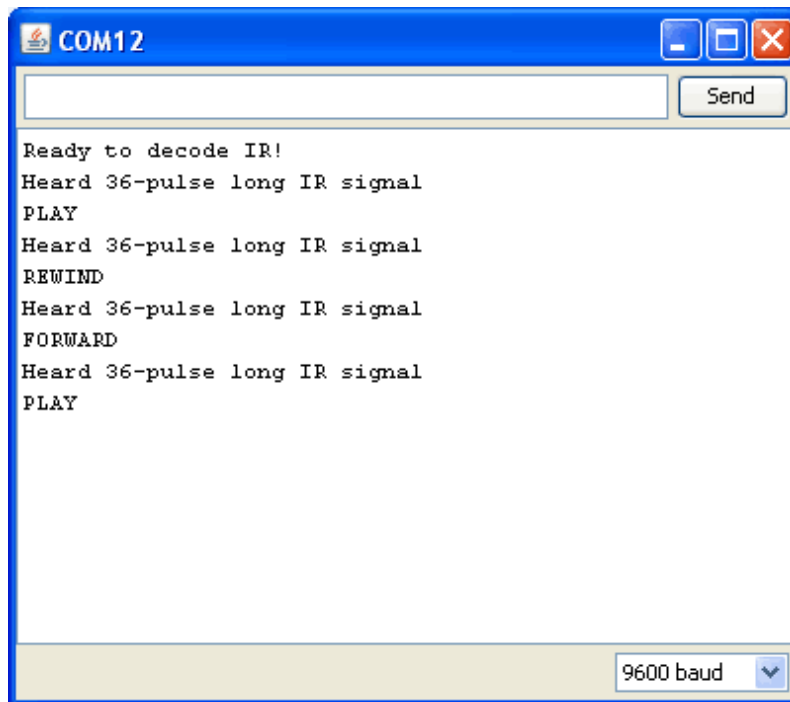 COM12
Send
Ready to decode IR!
Heard 36-pulse long IR signal
PLAY
Heard 36-pulse long IR signal
REWIND
Heard 36-pulse long IR signal
FORWARD
Heard 36-pulse long IR signal
PLAY
9600 baud